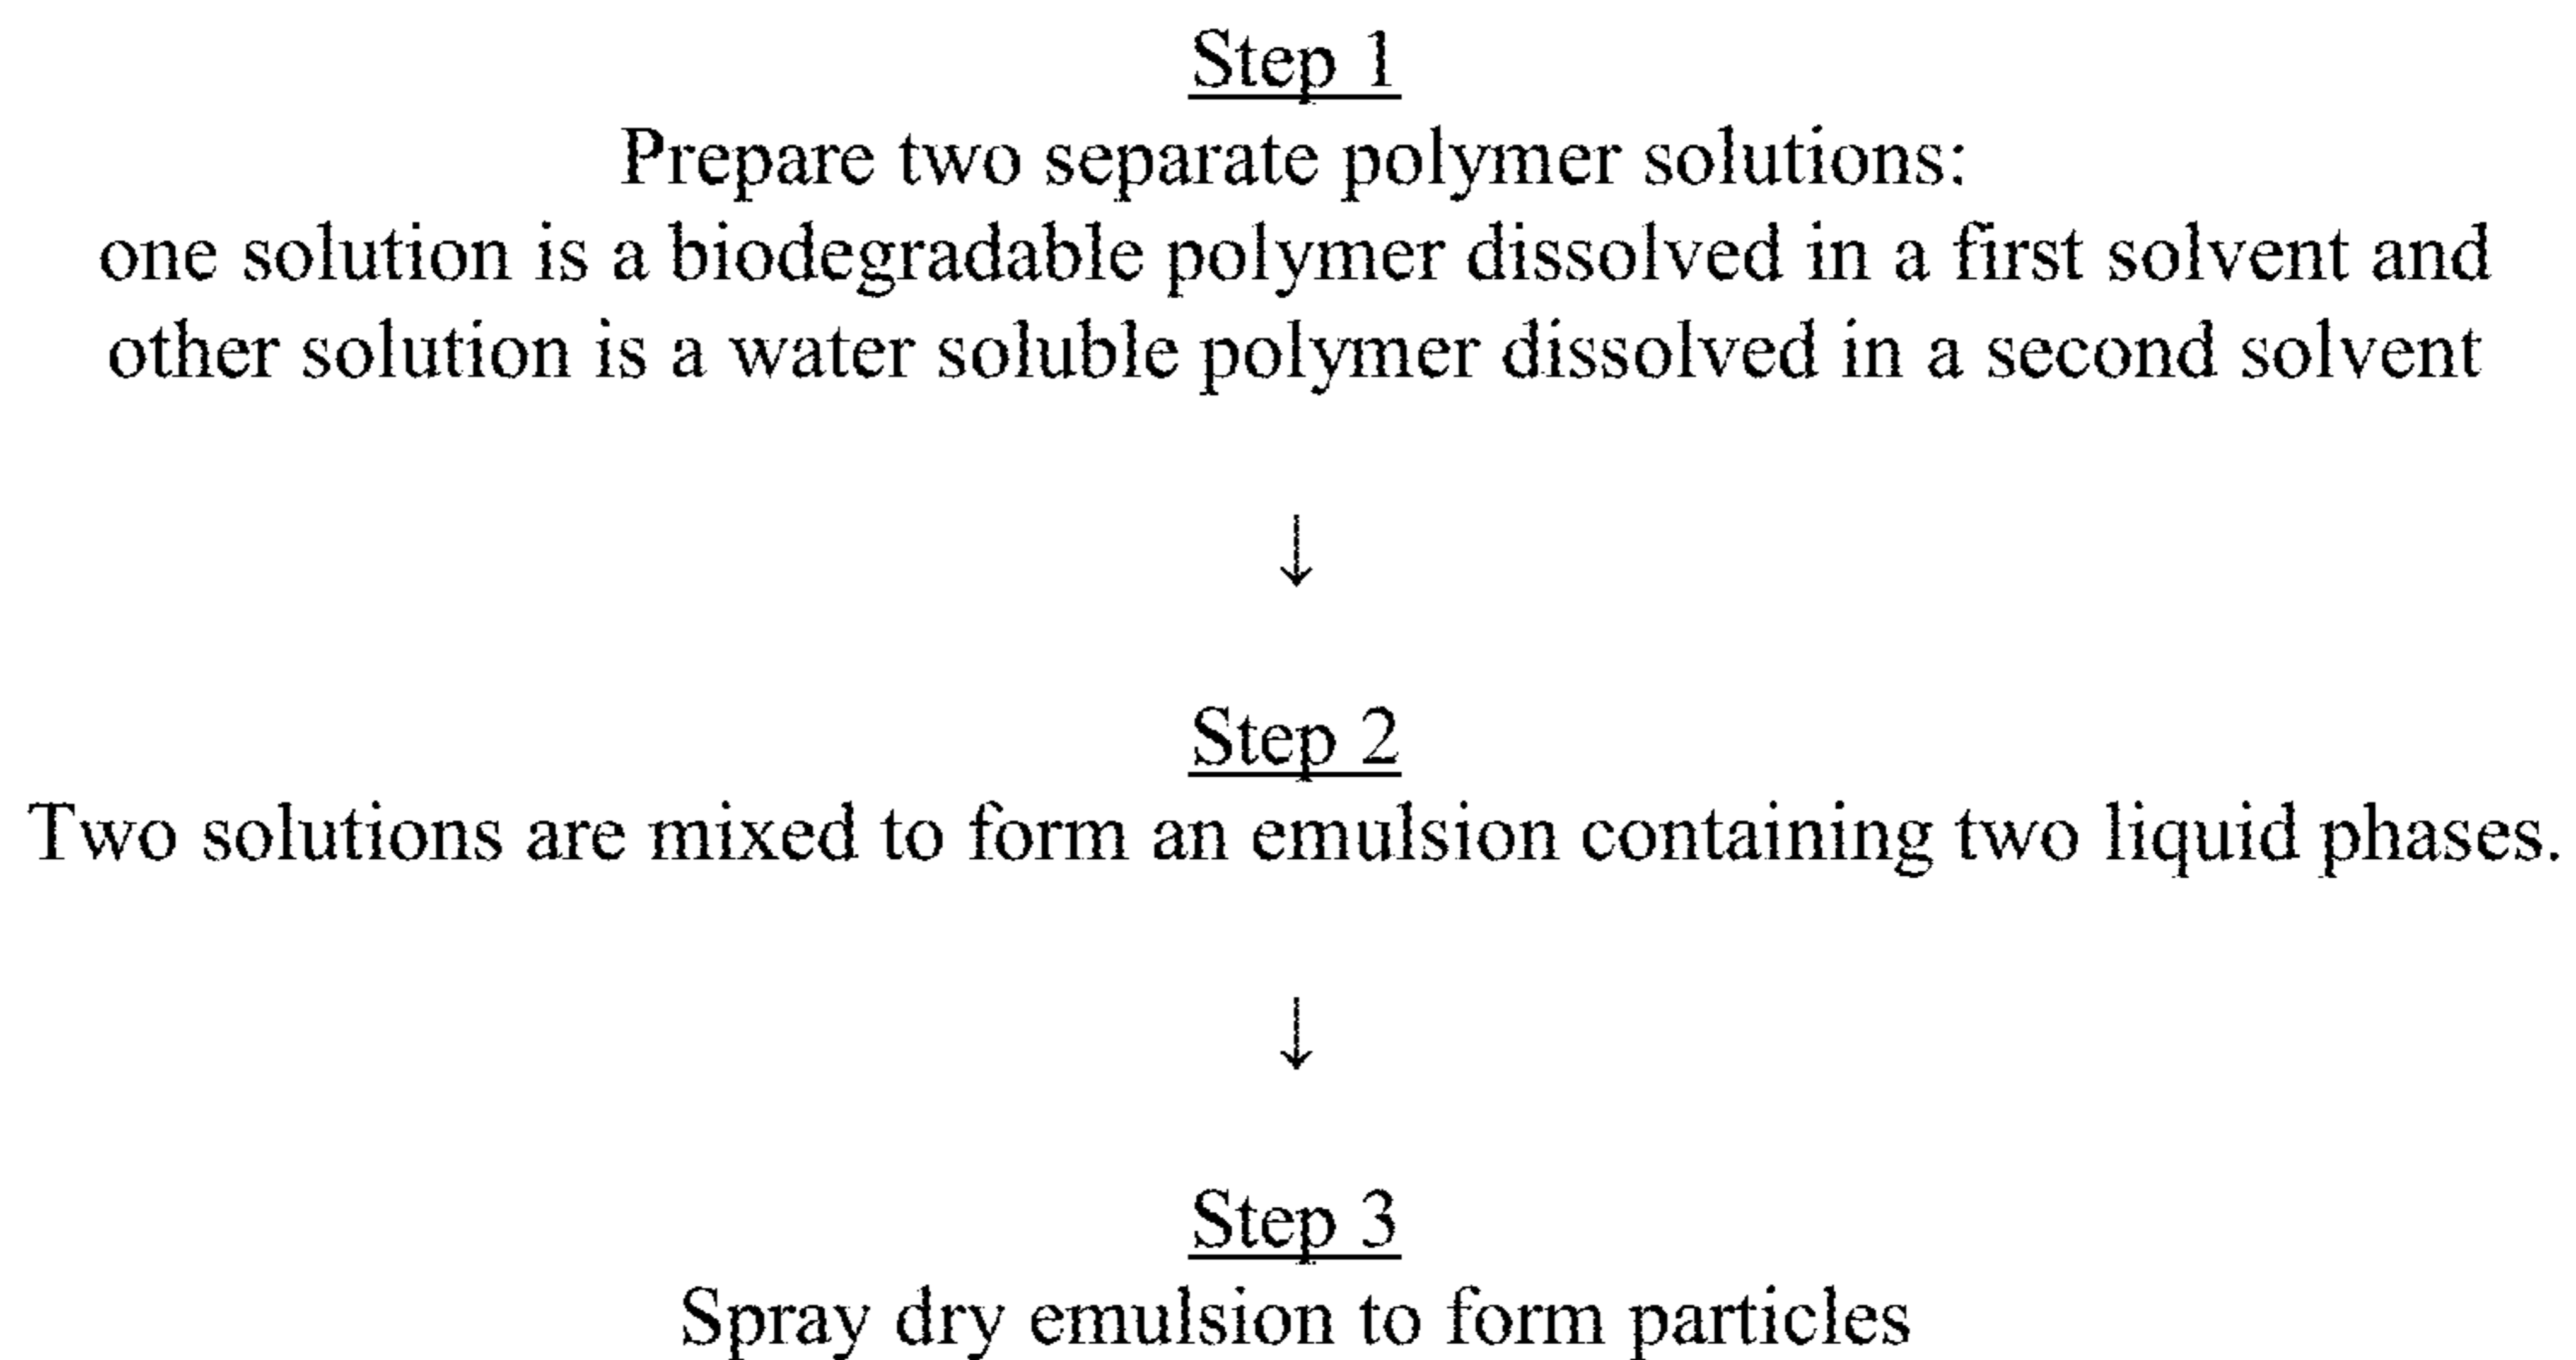 Step 1
Prepare two separate polymer solutions:
one solution is a biodegradable polymer dissolved in a first solvent and
other solution is a water soluble polymer dissolved in a second solvent
↓
Step 2
Two solutions are mixed to form an emulsion containing two liquid phases.
↓
Step 3
Spray dry emulsion to form particles